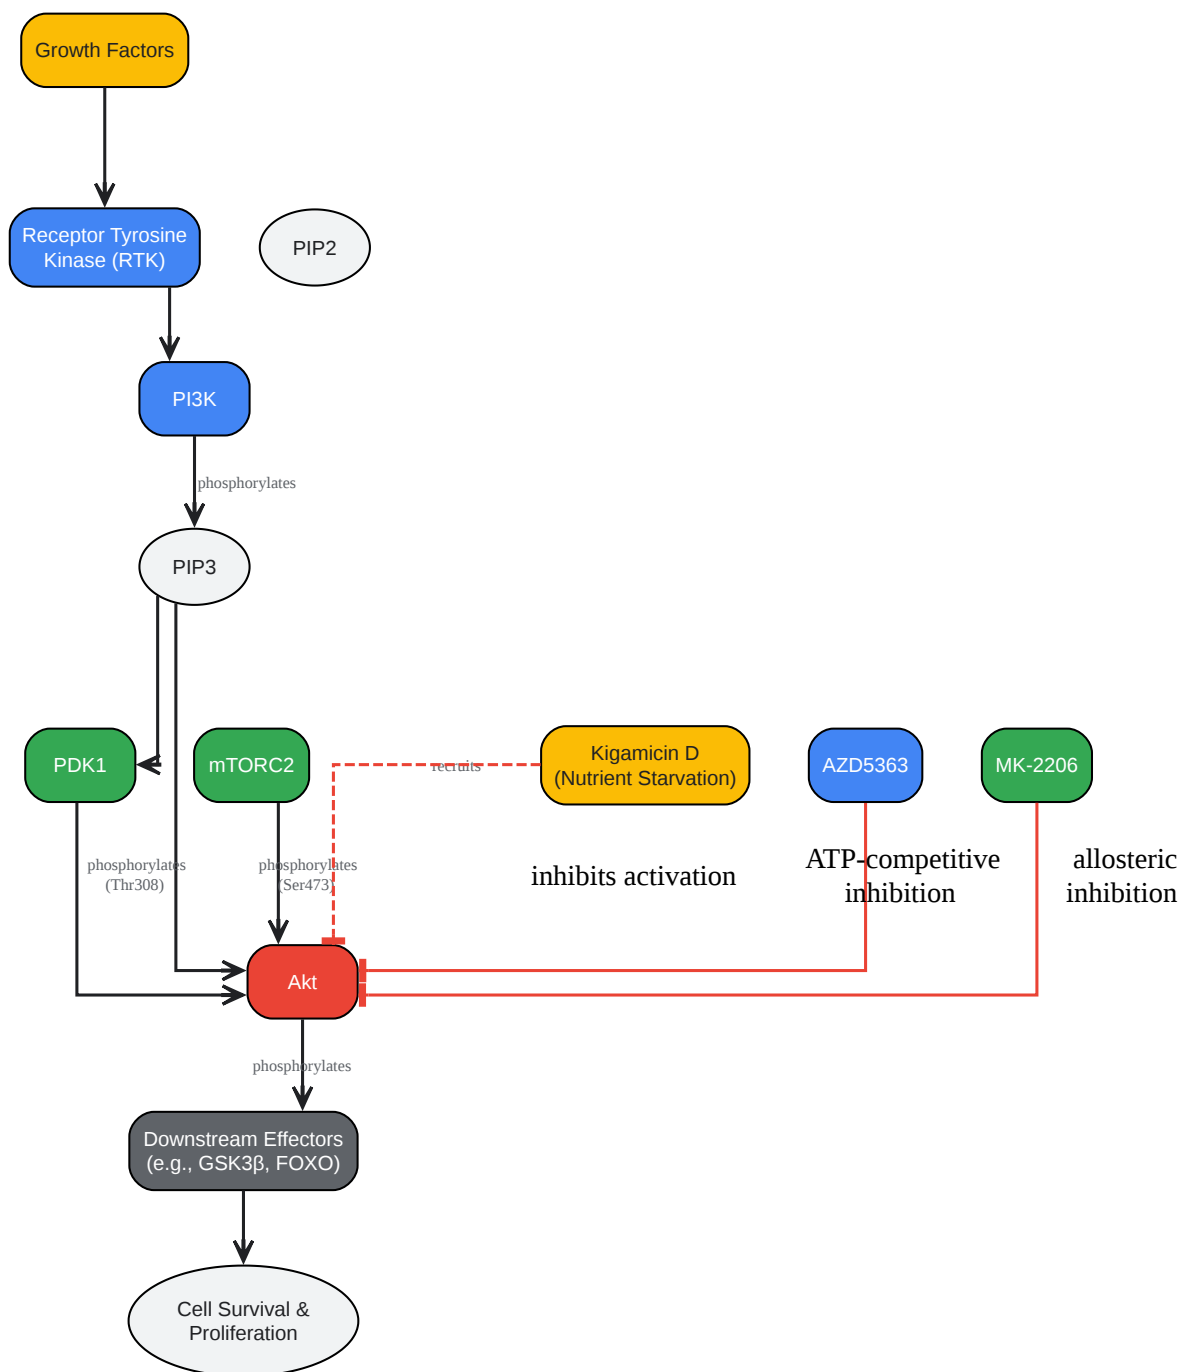 Growth Factors
Receptor Tyrosine
Kinase (RTK)
PIP2
PI3K
phosphorylates
PIP3
PDK1
mTORC2
recruits
Kigamicin D
(Nutrient Starvation)
AZD5363
MK-2206
phosphorylates
(Thr308)
phosphorylates
(Ser473)
inhibits activation
ATP-competitive
inhibition
allosteric
inhibition
Akt
phosphorylates
Downstream Effectors
(e.g., GSK3β, FOXO)
Cell Survival &
Proliferation